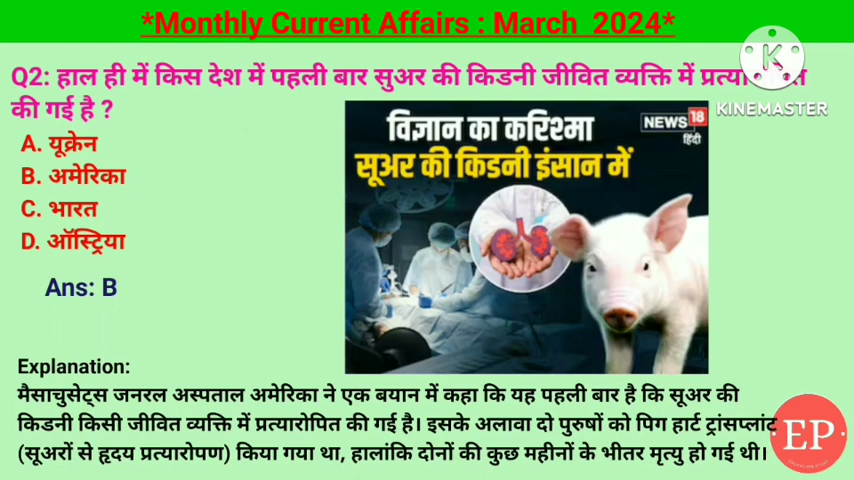 *Monthly Current Affairs : March 2024*
Q2: हाल ही में किस देश में पहली बार सुअर की किडनी जीवित व्यक्ति में
की गई है ?
KINEMASTER
A. यूक्रेन
B. अमेरिका
C. भारत
D. ऑस्ट्रिया
Ans: B
विज्ञान का करिश्मा
NEWS 18
हिंदी
सूअर की किडनी इंसान में
Explanation:
मैसाचुसेट्स जनरल अस्पताल अमेरिका ने एक बयान में कहा कि यह पहली बार है कि सूअर की
किडनी किसी जीवित व्यक्ति में प्रत्यारोपित की गई है। इसके अलावा दो पुरुषों को पिग हार्ट ट्रांसप्लांट
(सूअरों से हृदय प्रत्यारोपण) किया गया था, हालांकि दोनों की कुछ महीनों के भीतर मृत्यु हो गई थी।
EP